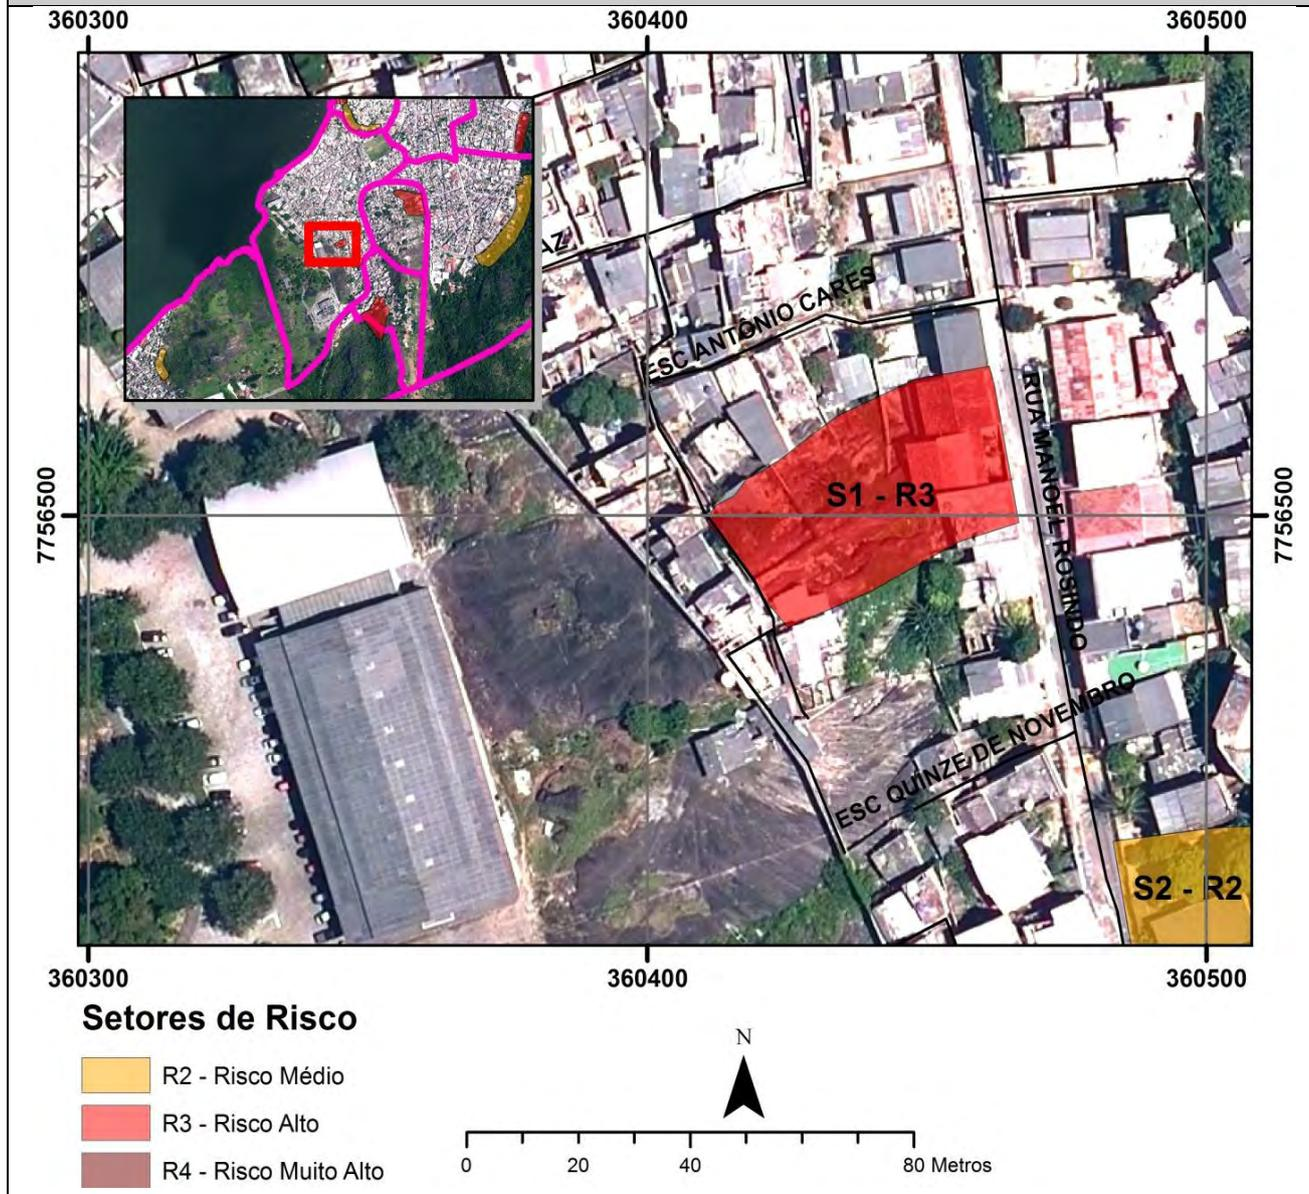 360300 360400 360500
AZ
ESC ANTÔNIO CARES
RUA MANOEL ROSINDO
S1 - R3
7756500 7756500
ESC QUINZE DE NOVEMBRO
S2 - R2
360300 360400 360500
Setores de Risco
R2 - Risco Médio
R3 - Risco Alto
R4 - Risco Muito Alto
N
0 20 40 80 Metros